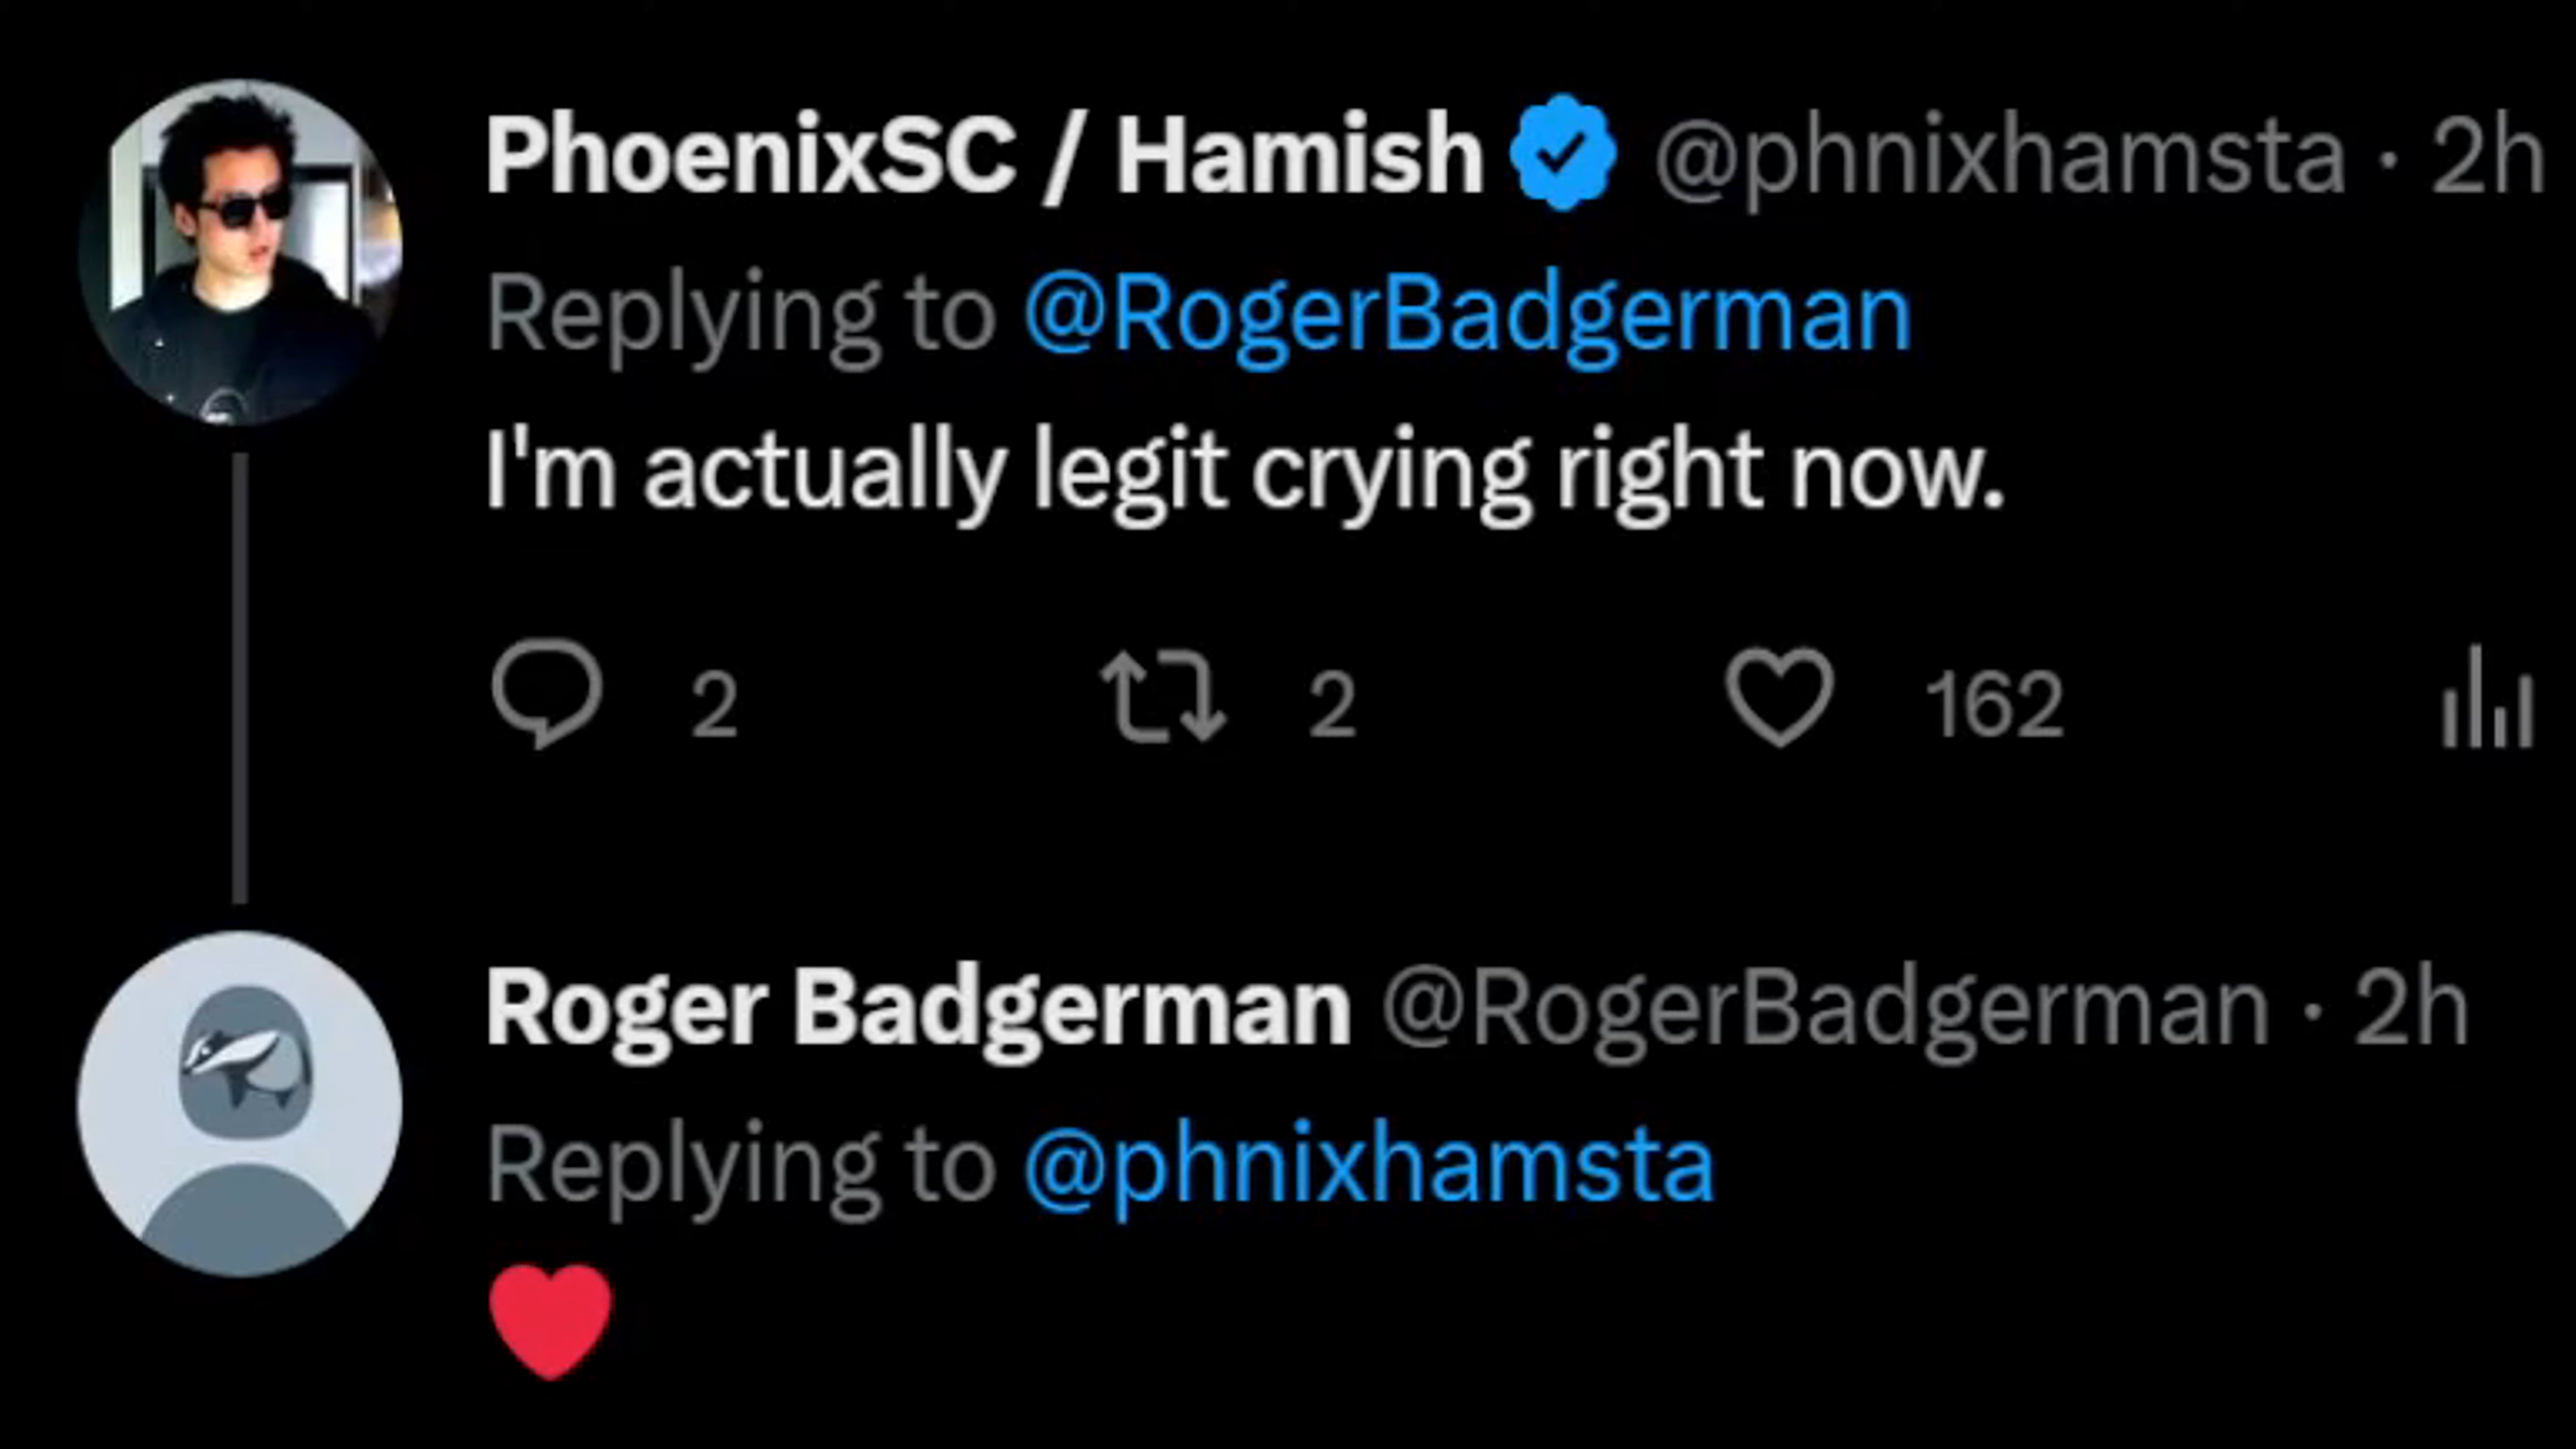 PhoenixSC / Hamish @phnixhamsta · 2h
Replying to @RogerBadgerman
I'm actually legit crying right now.
2 2 162
Roger Badgerman @RogerBadgerman · 2h
Replying to @phnixhamsta
❤️